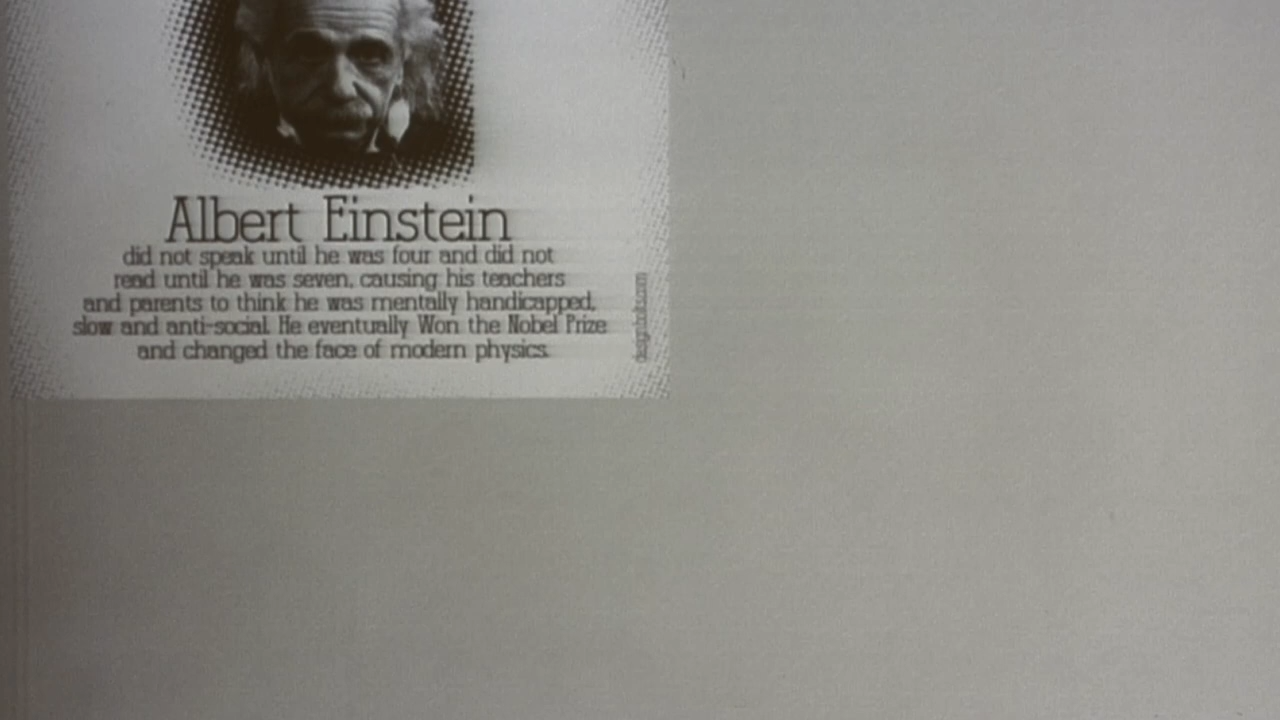 Albert Einstein
did not speak until he was four and did not
read until he was seven, causing his teachers
and parents to think he was mentally handicapped,
slow and anti-social. He eventually Won the Nobel Prize
and changed the face of modern physics.